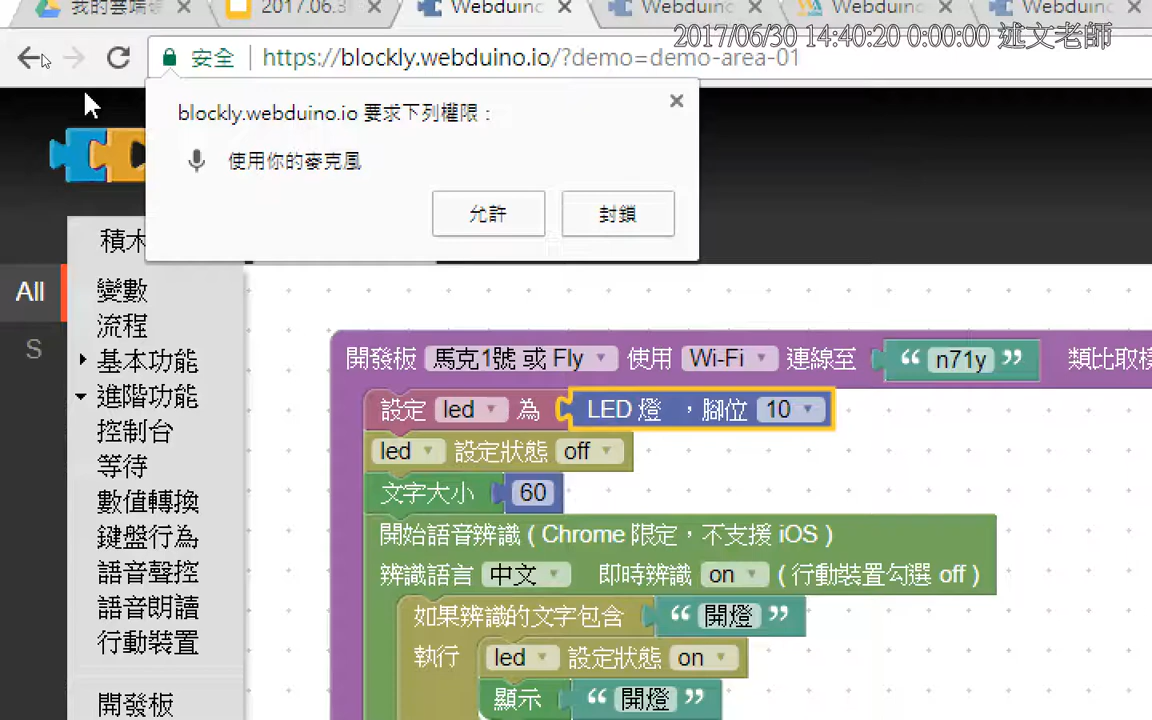 我的雲端硬
2017.06.3
Webduino
Webduino
Webduino
Webduino
2017/06/30 14:40:20 0:00:00 述文老師
安全 https://blockly.webduino.io/?demo=demo-area-01
blockly.webduino.io 要求下列權限：
使用你的麥克風
允許 封鎖
積木
All
S
變數
流程
基本功能
進階功能
控制台
等待
數值轉換
鍵盤行為
語音聲控
語音朗讀
行動裝置
開發板
開發板 馬克1號 或 Fly 使用 Wi-Fi 連線至 “ n71y ” 類比取樣
設定 led 為 LED 燈 ，腳位 10
led 設定狀態 off
文字大小 60
開始語音辨識 ( Chrome 限定，不支援 iOS )
辨識語言 中文 即時辨識 on ( 行動裝置勾選 off )
如果辨識的文字包含 “ 開燈 ”
執行 led 設定狀態 on
顯示 “ 開燈 ”